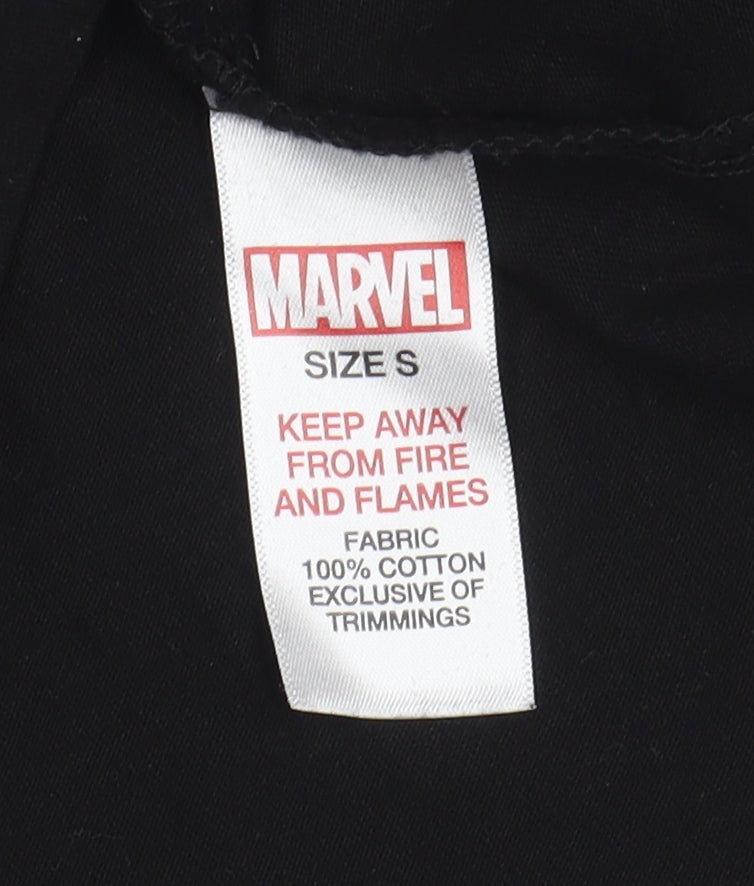 MARVEL
SIZE S
KEEP AWAY
FROM FIRE
AND FLAMES
FABRIC
100% COTTON
EXCLUSIVE OF
TRIMMINGS